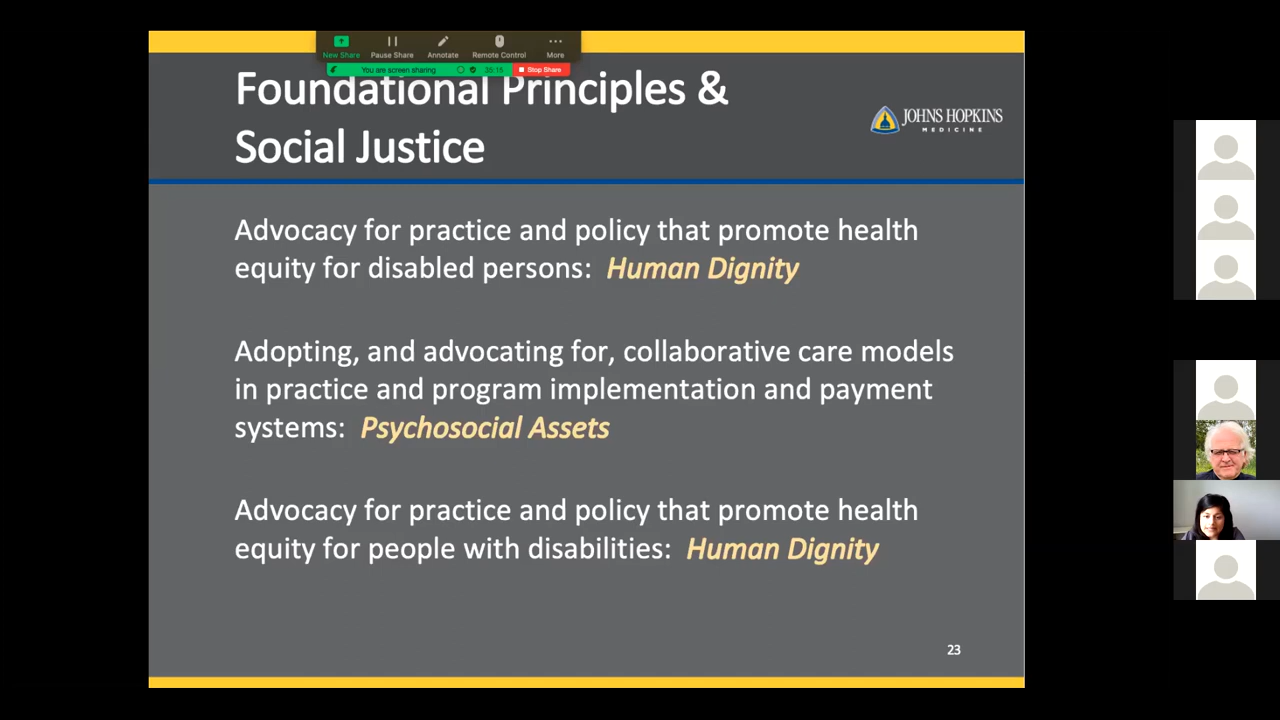 New Share Pause Share Annotate Remote Control More
You are screen sharing 35:15 Stop Share
Foundational Principles &
Social Justice
JOHNS HOPKINS
MEDICINE
Advocacy for practice and policy that promote health
equity for disabled persons: Human Dignity
Adopting, and advocating for, collaborative care models
in practice and program implementation and payment
systems: Psychosocial Assets
Advocacy for practice and policy that promote health
equity for people with disabilities: Human Dignity
23